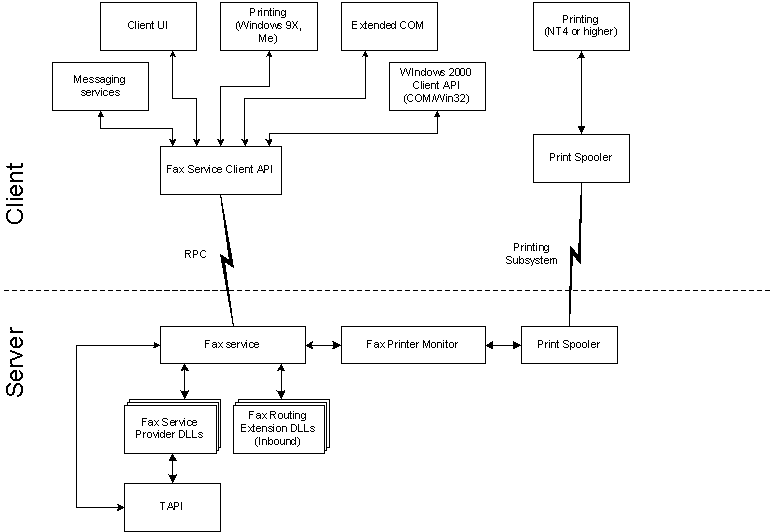 Client UI
Printing
(Windows 9X,
Me)
Extended COM
Printing
(NT4 or higher)
Messaging
services
Windows 2000
Client API
(COM/Win32)
Fax Service Client API
Print Spooler
Client
RPC
Printing
Subsystem
Server
Fax service
Fax Printer Monitor
Print Spooler
Fax Service
Provider DLLs
Fax Routing
Extension DLLs
(Inbound)
TAPI